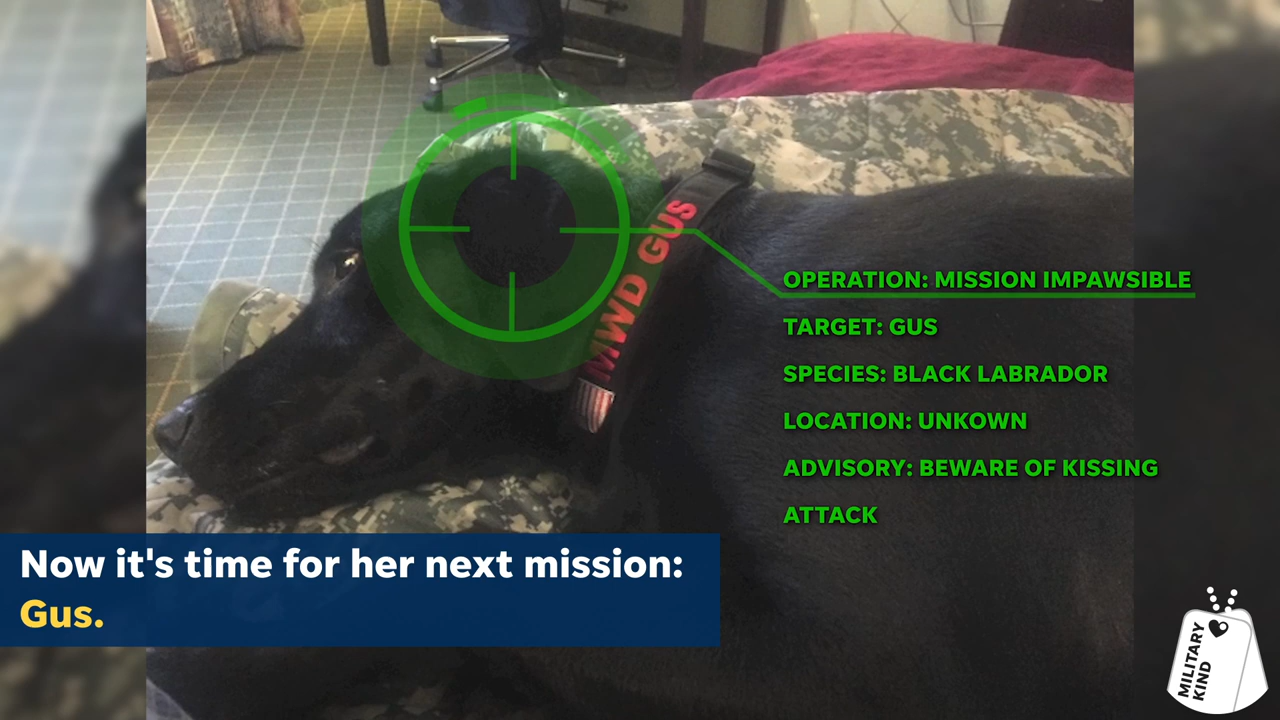 MWD GUS
OPERATION: MISSION IMPAWSIBLE
TARGET: GUS
SPECIES: BLACK LABRADOR
LOCATION: UNKOWN
ADVISORY: BEWARE OF KISSING
ATTACK
Now it's time for her next mission:
Gus.
MILITARY
KIND